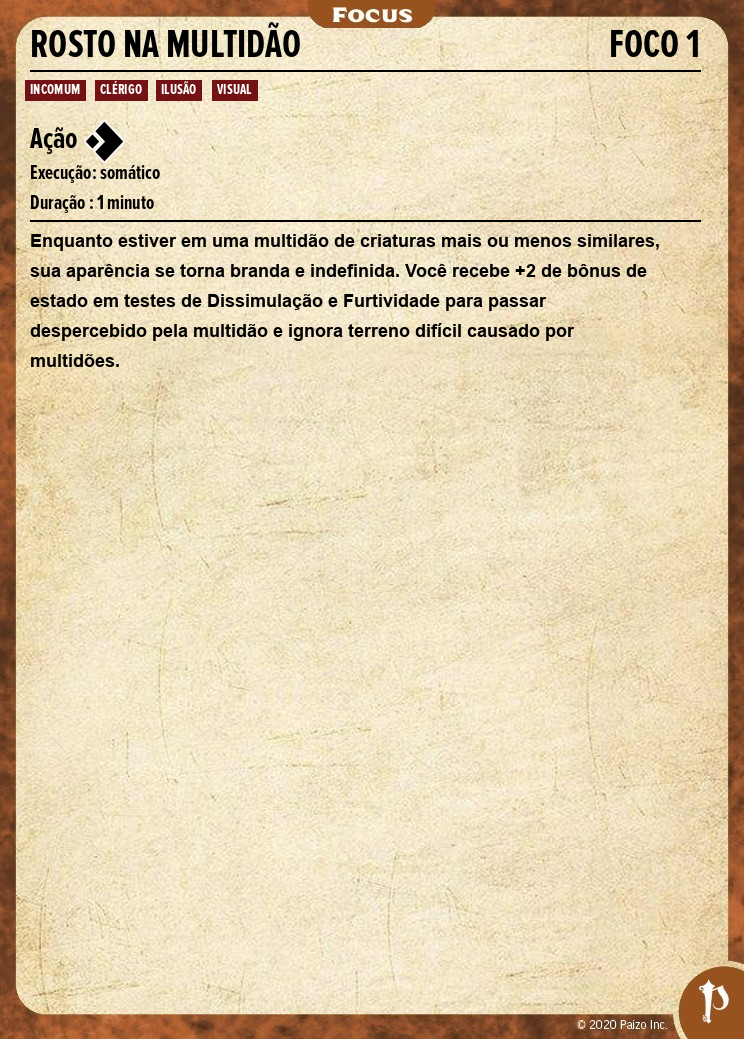 Focus
ROSTO NA MULTIDÃO FOCO 1
INCOMUM CLÉRIGO ILUSÃO VISUAL
Ação
Execução: somático
Duração : 1 minuto
Enquanto estiver em uma multidão de criaturas mais ou menos similares,
sua aparência se torna branda e indefinida. Você recebe +2 de bônus de
estado em testes de Dissimulação e Furtividade para passar
despercebido pela multidão e ignora terreno difícil causado por
multidões.
© 2020 Paizo Inc.
P